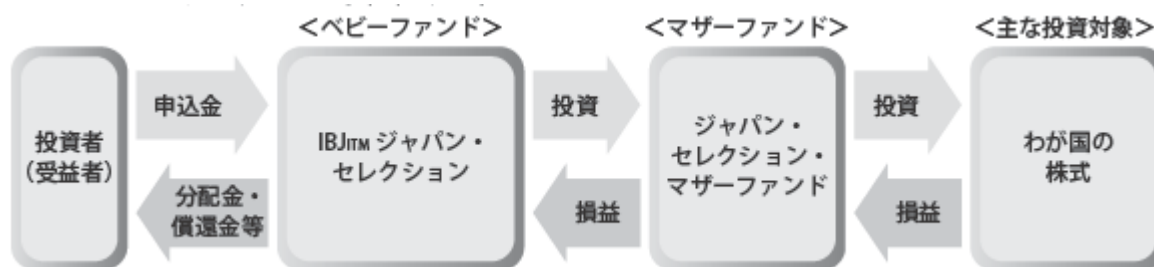 <ベビーファンド>
<マザーファンド>
<主な投資対象>
投資者
(受益者)
申込金
分配金・
償還金等
IBJITM ジャパン・
セレクション
投資
損益
ジャパン・
セレクション・
マザーファンド
投資
損益
わが国の
株式